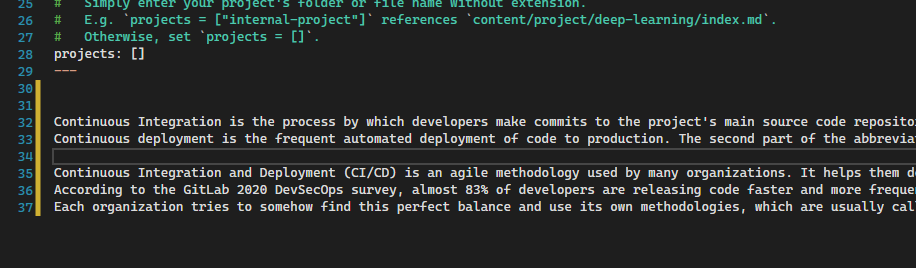 25 #   Simply enter your project's folder or file name without extension.
26 #   E.g. `projects = ["internal-project"]` references `content/project/deep-learning/index.md`.
27 #   Otherwise, set `projects = []`.
28 projects: []
29 ---
30
31
32 Continuous Integration is the process by which developers make commits to the project's main source code reposito
33 Continuous deployment is the frequent automated deployment of code to production. The second part of the abbrevia
34
35 Continuous Integration and Deployment (CI/CD) is an agile methodology used by many organizations. It helps them d
36 According to the GitLab 2020 DevSecOps survey, almost 83% of developers are releasing code faster and more freque
37 Each organization tries to somehow find this perfect balance and use its own methodologies, which are usually cal